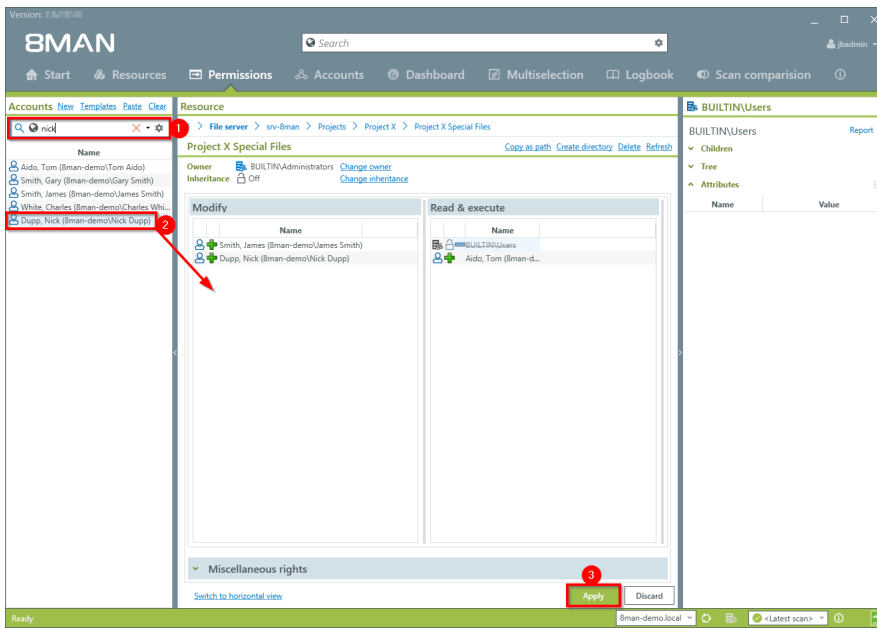 Version:
8MAN
Search
jbadmin
Start Resources Permissions Accounts Dashboard Multiselection Logbook Scan comparision
Accounts New Templates Paste Clear
nick
1
Name
Aido, Tom (8man-demo\Tom Aido)
Smith, Gary (8man-demo\Gary Smith)
Smith, James (8man-demo\James Smith)
White, Charles (8man-demo\Charles Whi...
Dupp, Nick (8man-demo\Nick Dupp)
2
Resource
> File server > srv-8man > Projects > Project X > Project X Special Files
Project X Special Files Copy as path Create directory Delete Refresh
Owner BUILTIN\Administrators Change owner
Inheritance Off Change inheritance
Modify
Name
Smith, James (8man-demo\James Smith)
Dupp, Nick (8man-demo\Nick Dupp)
Read & execute
Name
BUILTIN\Users
Aido, Tom (8man-d...
Miscellaneous rights
3
Switch to horizontal view Apply Discard
BUILTIN\Users
BUILTIN\Users Report
Children
Tree
Attributes
Name Value
Ready 8man-demo.local <Latest scan>